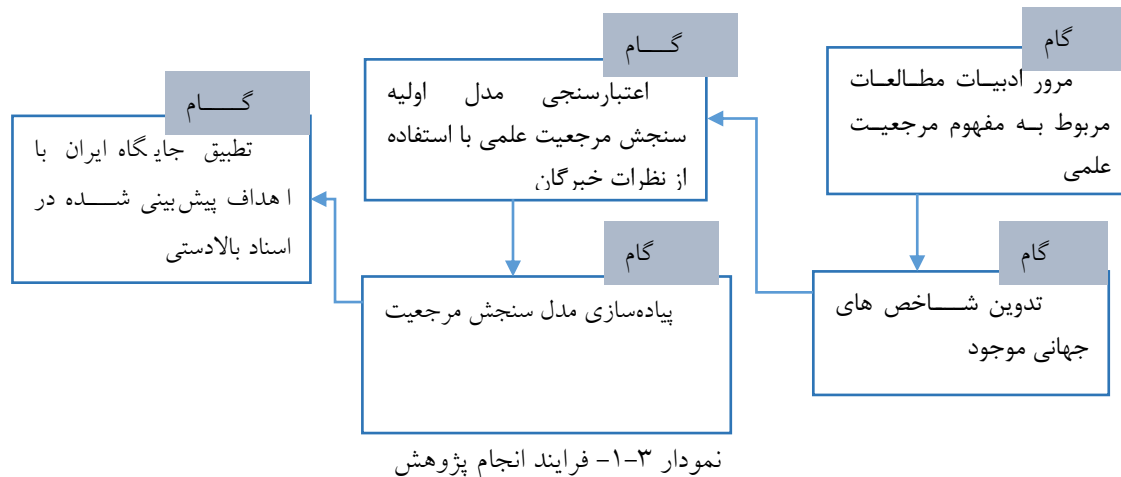 گام
مرور ادبیات مطالعات
مربوط به مفهوم مرجعیت
علمی
گام
تدوین شاخص های
جهانی موجود
گام
اعتبارسنجی مدل اولیه
سنجش مرجعیت علمی با استفاده
از نظرات خبرگان
گام
پیاده‌سازی مدل سنجش مرجعیت
گام
تطبیق جایگاه ایران با
اهداف پیش‌بینی شده در
اسناد بالادستی
نمودار ۳-۱- فرایند انجام پژوهش